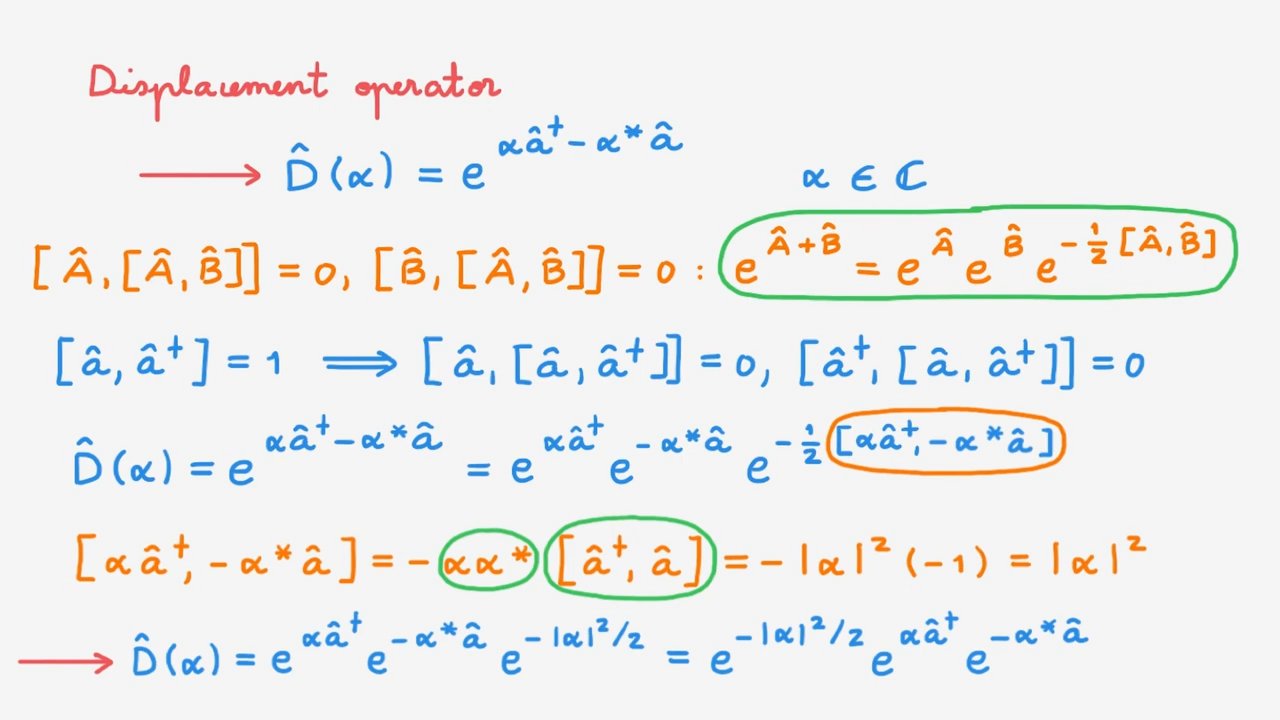 Displacement operator
⟶ D̂(α) = e^{αâ† - α*â}   α ∈ ℂ
[Â, [Â, B̂]] = 0, [B̂, [Â, B̂]] = 0 : e^{Â+B̂} = e^{Â} e^{B̂} e^{-½[Â, B̂]}
[â, â†] = 1 ⟹ [â, [â, â†]] = 0, [â†, [â, â†]] = 0
D̂(α) = e^{αâ† - α*â} = e^{αâ†} e^{-α*â} e^{-½[αâ†, -α*â]}
[αâ†, -α*â] = -αα* [â†, â] = -|α|² (-1) = |α|²
⟶ D̂(α) = e^{αâ†} e^{-α*â} e^{-|α|²/2} = e^{-|α|²/2} e^{αâ†} e^{-α*â}